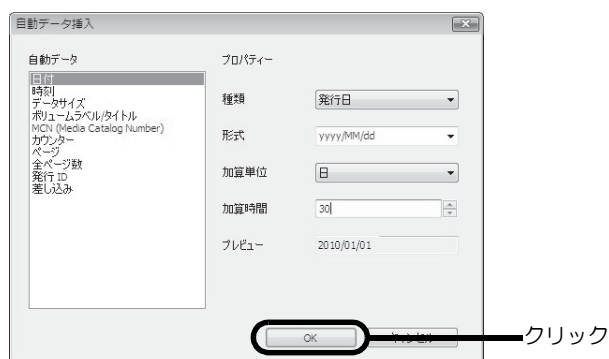 自動データ挿入
自動データ
日付
時刻
データサイズ
ボリュームラベル/タイトル
MCN (Media Catalog Number)
カウンター
ページ
全ページ数
発行 ID
差し込み
プロパティー
種類 発行日
形式 yyyy/MM/dd
加算単位 日
加算時間 30
プレビュー 2010/01/01
OK
クリック